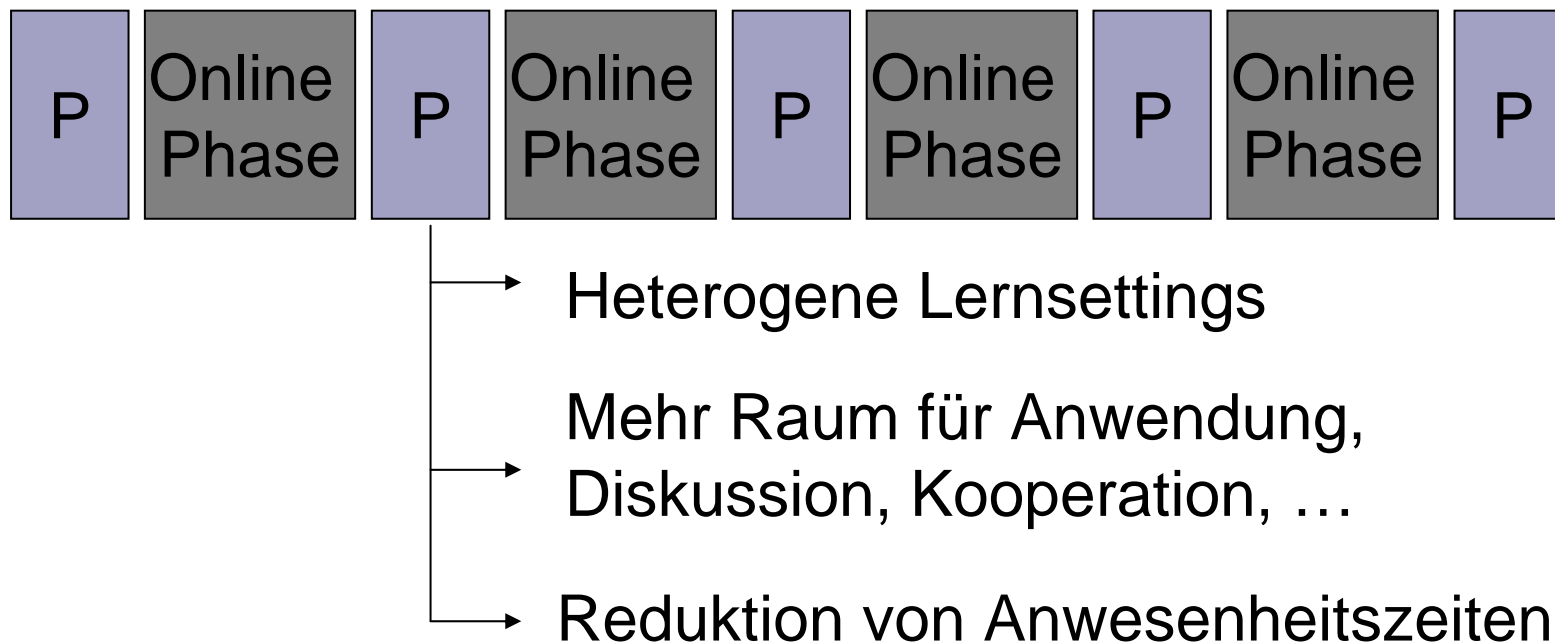 P
Online
Phase
P
Online
Phase
P
Online
Phase
P
Online
Phase
P
Heterogene Lernsettings
Mehr Raum für Anwendung,
Diskussion, Kooperation, …
Reduktion von Anwesenheitszeiten